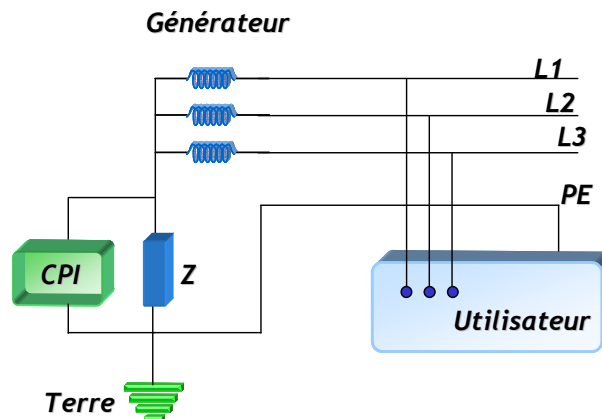 Générateur
L1
L2
L3
PE
CPI
Z
Utilisateur
Terre